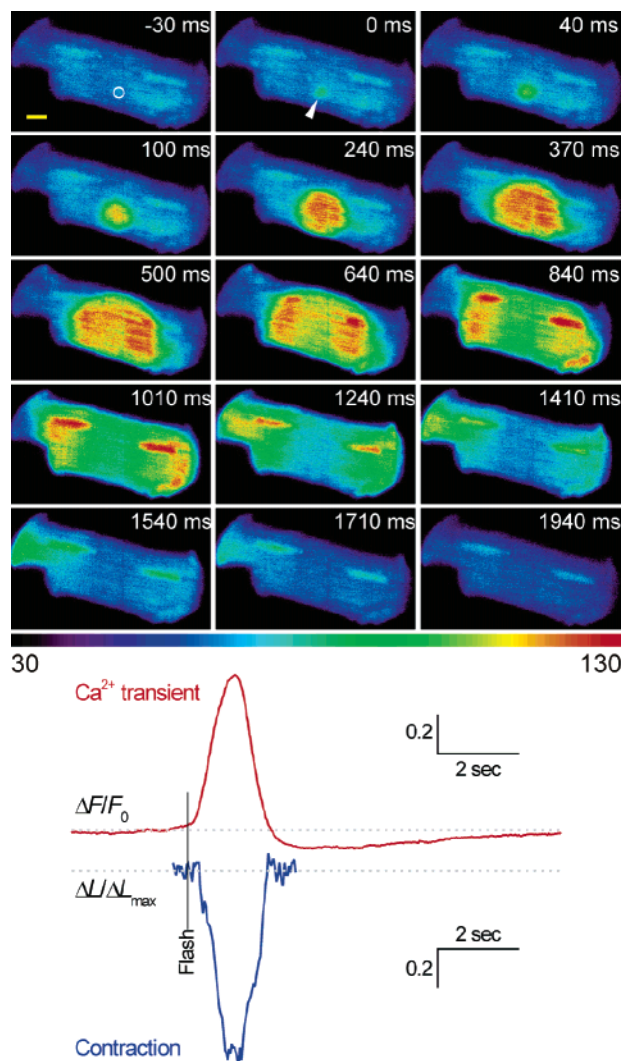 -30 ms 0 ms 40 ms
100 ms 240 ms 370 ms
500 ms 640 ms 840 ms
1010 ms 1240 ms 1410 ms
1540 ms 1710 ms 1940 ms
30 130
Ca²⁺ transient
0.2
2 sec
ΔF/F₀
ΔL/ΔLmax
Flash
2 sec
0.2
Contraction